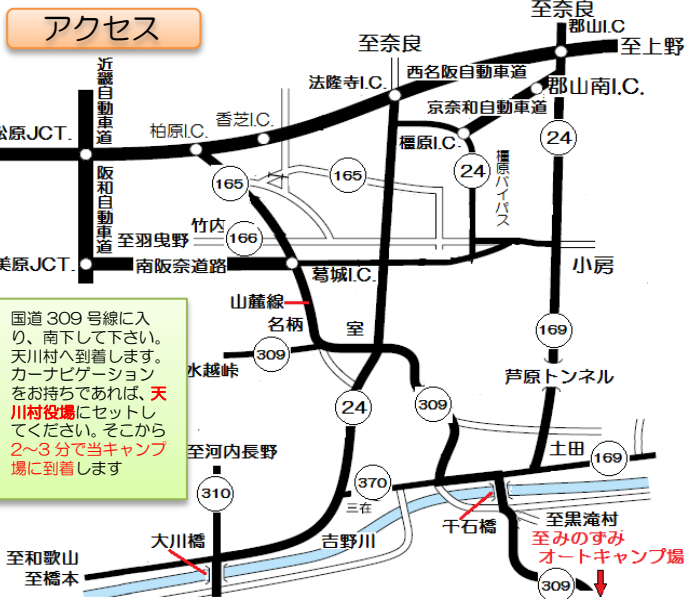 アクセス
至奈良
郡山I.C
至上野
至奈良
近畿自動車道
法隆寺I.C.
西名阪自動車道
郡山南I.C.
松原JCT.
柏原I.C.
香芝I.C.
京奈和自動車道
橿原I.C.
24
24
橿原バイパス
165
165
阪和自動車道
竹内
至羽曳野
166
美原JCT.
南阪奈道路
葛城I.C.
小房
山麓線
名柄
室
169
309
水越峠
芦原トンネル
国道309号線に入
り、南下して下さい。
天川村へ到着します。
カーナビゲーション
をお持ちであれば、天
川村役場にセットし
てください。そこから
2~3分で当キャンプ
場に到着します
24
309
至河内長野
土田
169
370
310
三在
千石橋
至黒滝村
大川橋
吉野川
至みのずみ
オートキャンプ場
至和歌山
至橋本
309